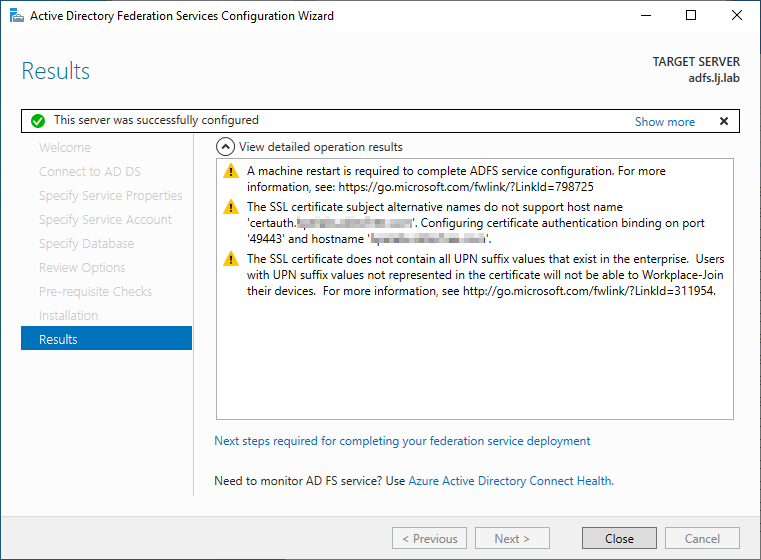 Active Directory Federation Services Configuration Wizard
Results
TARGET SERVER
adfs.lj.lab
This server was successfully configured
Show more
Welcome
Connect to AD DS
Specify Service Properties
Specify Service Account
Specify Database
Review Options
Pre-requisite Checks
Installation
Results
View detailed operation results
A machine restart is required to complete ADFS service configuration. For more
information, see: https://go.microsoft.com/fwlink/?LinkId=798725
The SSL certificate subject alternative names do not support host name
'certauth. '. Configuring certificate authentication binding on port
'49443' and hostname ' '.
The SSL certificate does not contain all UPN suffix values that exist in the enterprise.  Users
with UPN suffix values not represented in the certificate will not be able to Workplace-Join
their devices.  For more information, see http://go.microsoft.com/fwlink/?LinkId=311954.
Next steps required for completing your federation service deployment
Need to monitor AD FS service? Use Azure Active Directory Connect Health.
< Previous
Next >
Close
Cancel